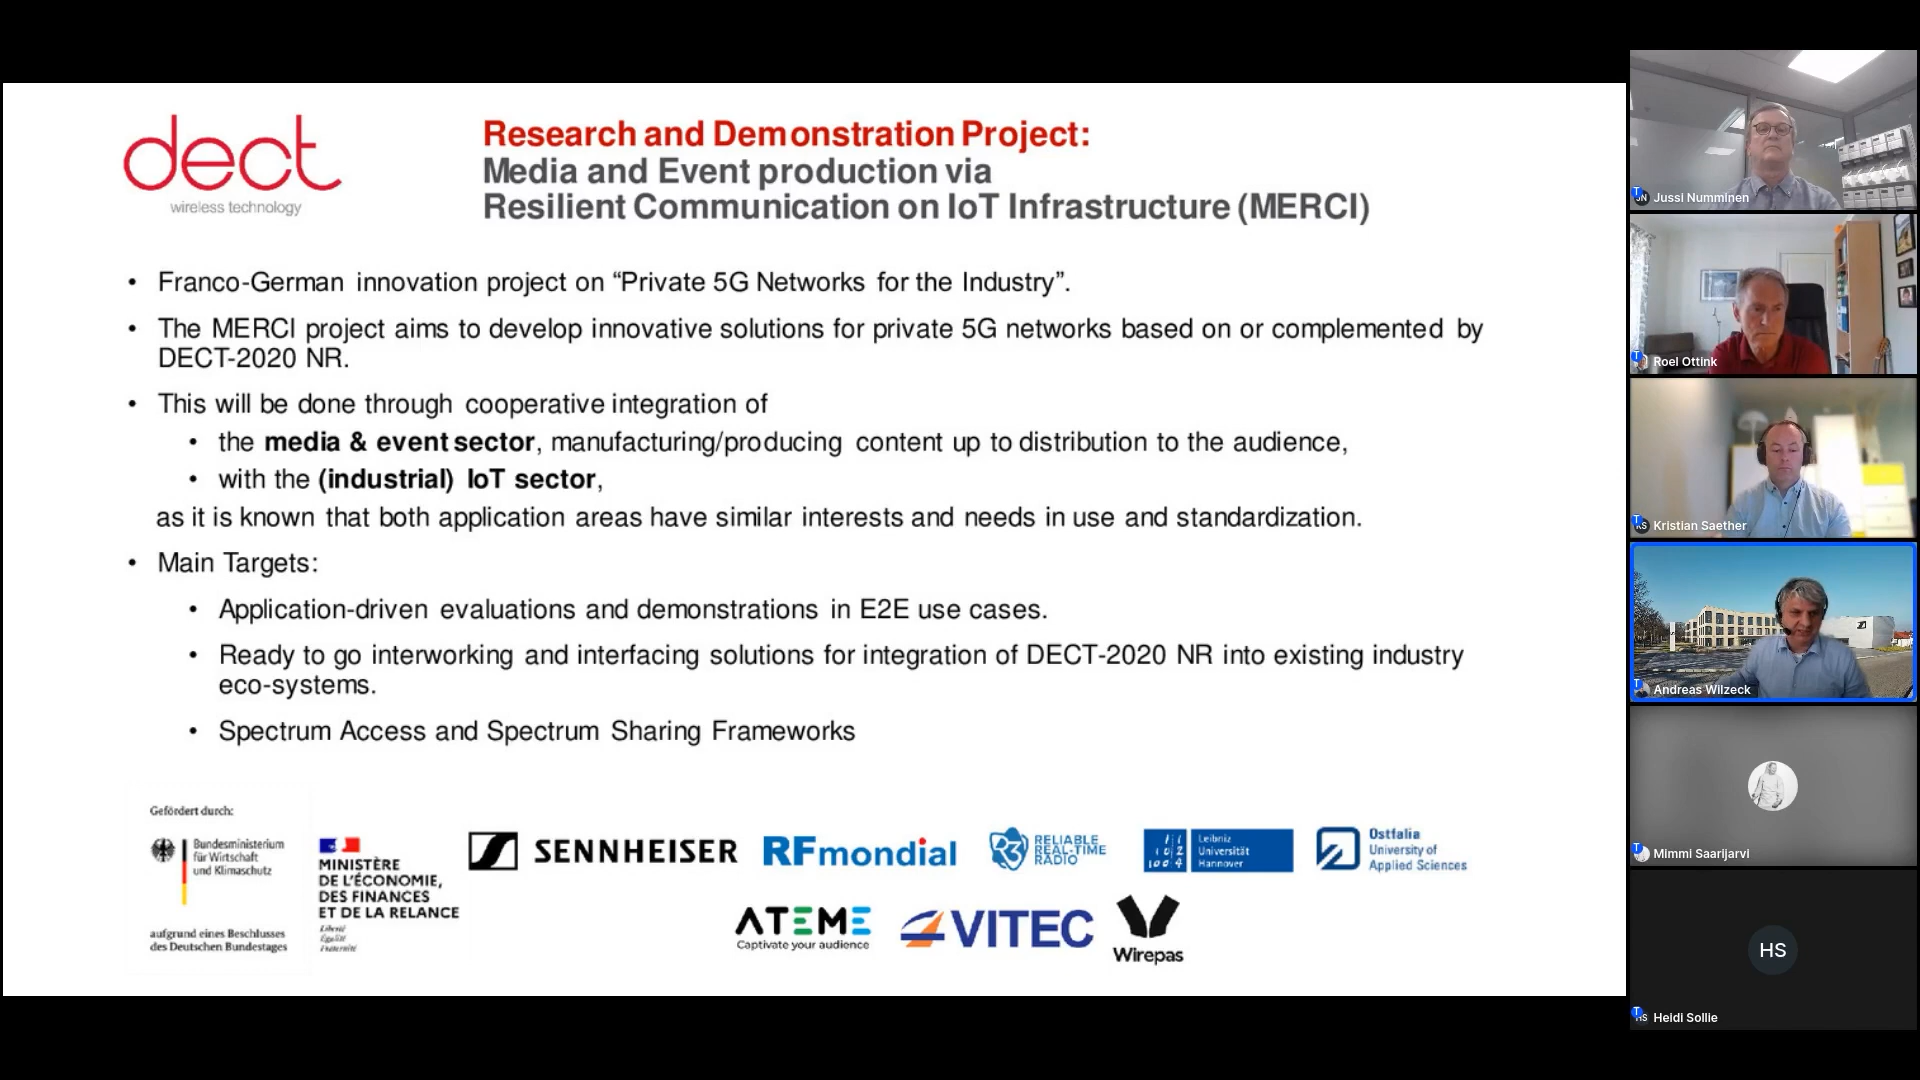 dect
wireless technology
Research and Demonstration Project:
Media and Event production via
Resilient Communication on IoT Infrastructure (MERCI)
• Franco-German innovation project on “Private 5G Networks for the Industry”.
• The MERCI project aims to develop innovative solutions for private 5G networks based on or complemented by
DECT-2020 NR.
• This will be done through cooperative integration of
• the media & event sector, manufacturing/producing content up to distribution to the audience,
• with the (industrial) IoT sector,
as it is known that both application areas have similar interests and needs in use and standardization.
• Main Targets:
• Application-driven evaluations and demonstrations in E2E use cases.
• Ready to go interworking and interfacing solutions for integration of DECT-2020 NR into existing industry
eco-systems.
• Spectrum Access and Spectrum Sharing Frameworks
Gefördert durch:
Bundesministerium
für Wirtschaft
und Klimaschutz
aufgrund eines Beschlusses
des Deutschen Bundestages
MINISTÈRE
DE L'ÉCONOMIE,
DES FINANCES
ET DE LA RELANCE
Liberté
Égalité
Fraternité
SENNHEISER
RFmondial
R3
RELIABLE
REAL-TIME
RADIO
Leibniz
Universität
Hannover
Ostfalia
University of
Applied Sciences
ATEME
Captivate your audience
VITEC
Wirepas
Jussi Numminen
Roel Ottink
Kristian Saether
Andreas Wilzeck
Mimmi Saarijarvi
HS
Heidi Sollie